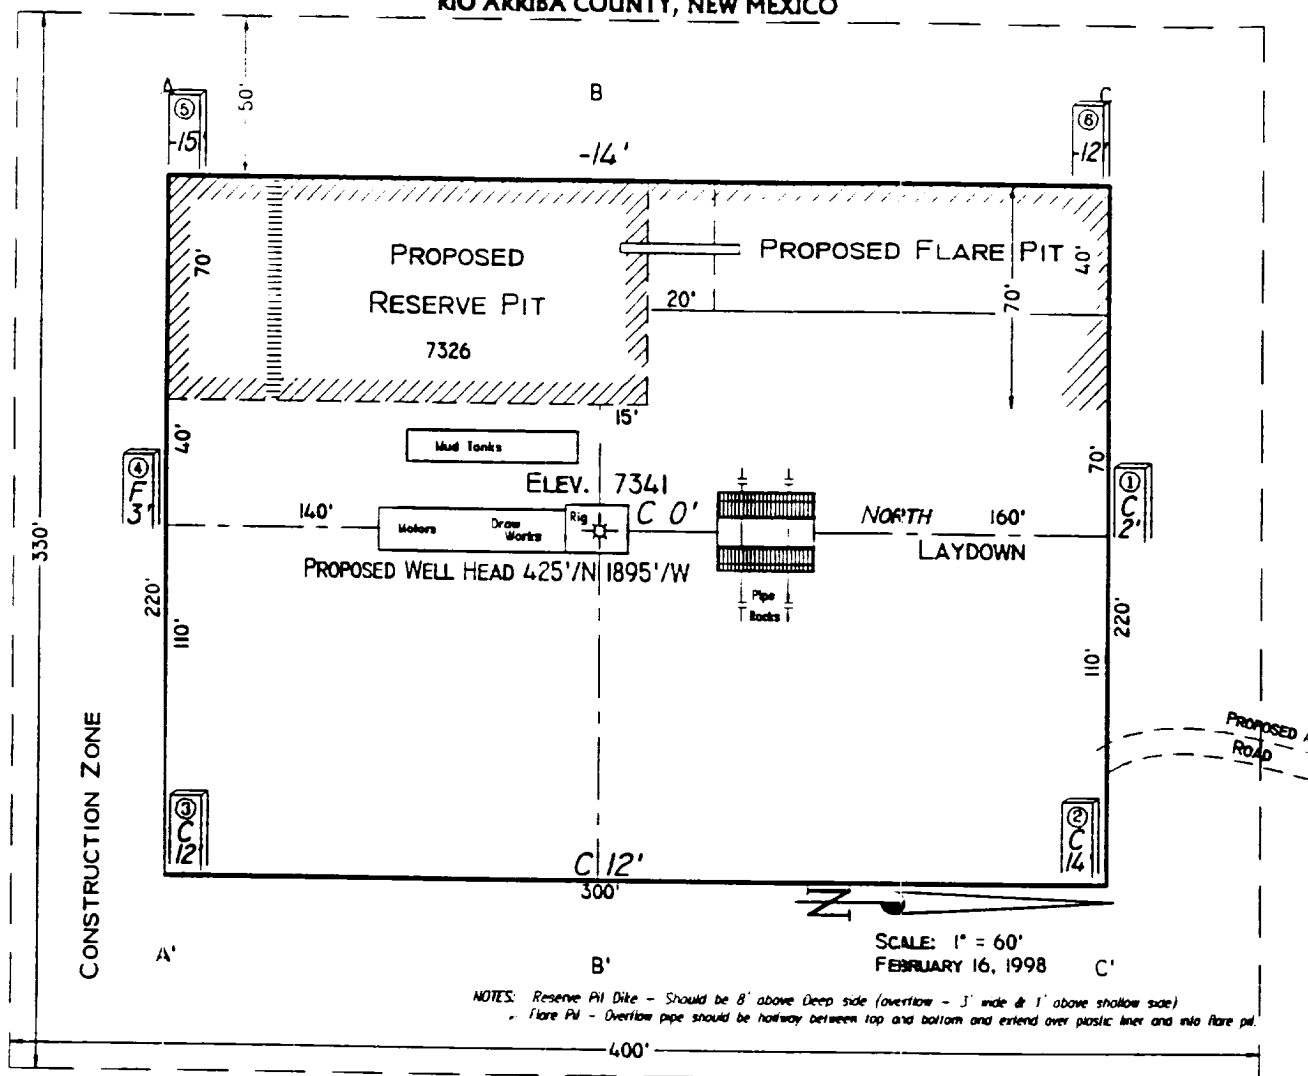 RIO ARRIBA COUNTY, NEW MEXICO
50'
A
B
C
5
-15'
-14'
6
-12'
70'
PROPOSED
RESERVE PIT
7326
PROPOSED FLARE PIT
40'
20'
70'
15'
40'
Mud Tanks
70'
ELEV. 7341
4
F
3'
1
C
2'
140'
Motors
Draw
Works
Rig
C 0'
NORTH
160'
LAYDOWN
PROPOSED WELL HEAD 425'/N 1895'/W
330'
220'
110'
Pipe
Racks
220'
110'
CONSTRUCTION ZONE
PROPOSED A
ROAD
3
C
12'
2
C
14
C 12'
300'
N
SCALE: 1" = 60'
FEBRUARY 16, 1998
A'
B'
C'
NOTES: Reserve Pit Dike - Should be 8' above Deep side (overflow - 3' wide & 1' above shallow side)
Flare Pit - Overflow pipe should be halfway between top and bottom and extend over plastic liner and into flare pit.
400'